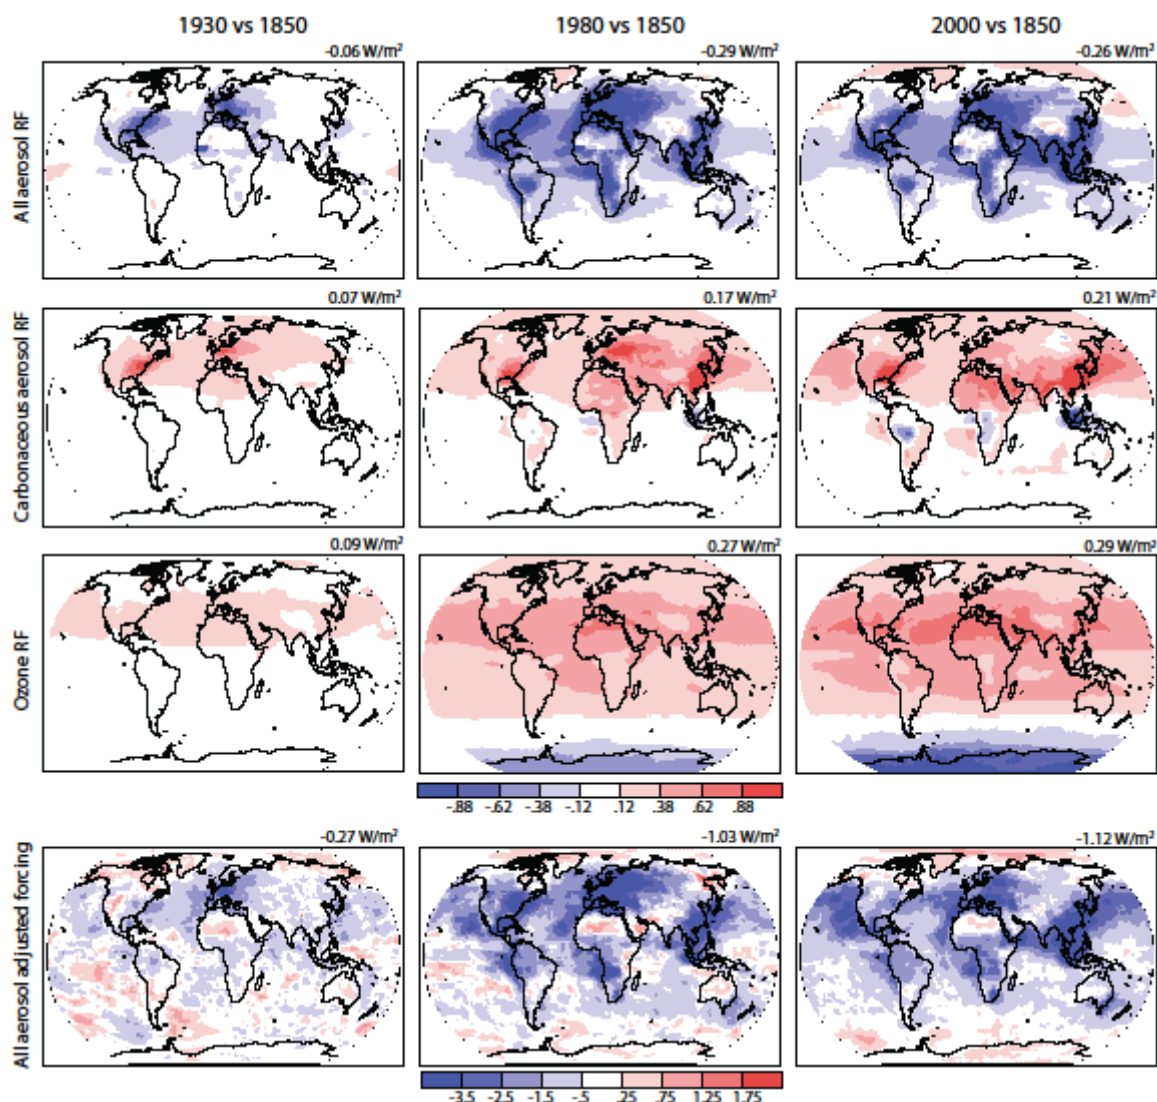 1930 vs 1850
1980 vs 1850
2000 vs 1850
-0.06 W/m²
-0.29 W/m²
-0.26 W/m²
All aerosol RF
0.07 W/m²
0.17 W/m²
0.21 W/m²
Carbonaceous aerosol RF
0.09 W/m²
0.27 W/m²
0.29 W/m²
Ozone RF
-.88 -.62 -.38 -.12 .12 .38 .62 .88
-0.27 W/m²
-1.03 W/m²
-1.12 W/m²
All aerosol adjusted forcing
-3.5 -2.5 -1.5 -.5 .25 .75 1.25 1.75